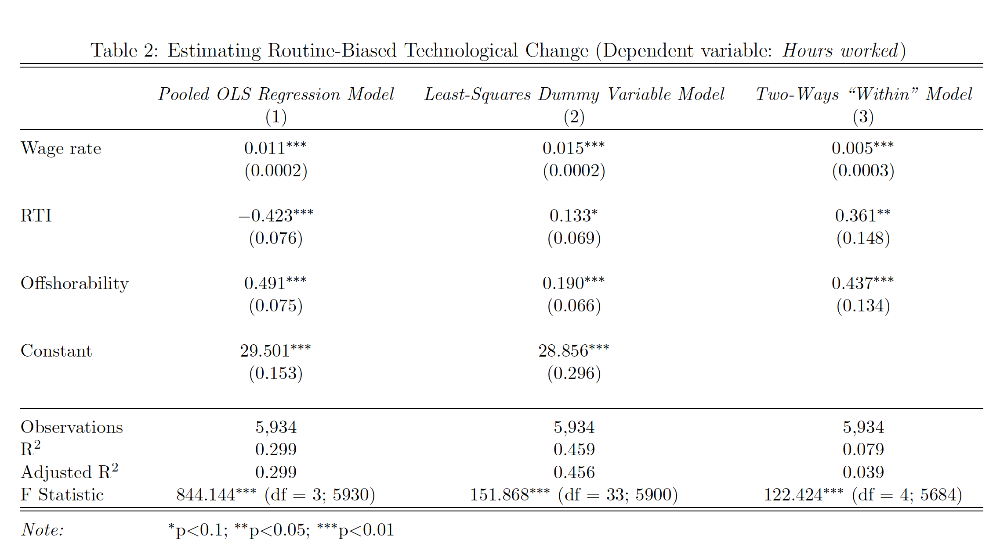 Table 2: Estimating Routine-Biased Technological Change (Dependent variable: Hours worked)
Pooled OLS Regression Model Least-Squares Dummy Variable Model Two-Ways “Within” Model
(1) (2) (3)
Wage rate 0.011*** 0.015*** 0.005***
(0.0002) (0.0002) (0.0003)
RTI −0.423*** 0.133* 0.361**
(0.076) (0.069) (0.148)
Offshorability 0.491*** 0.190*** 0.437***
(0.075) (0.066) (0.134)
Constant 29.501*** 28.856*** —
(0.153) (0.296)
Observations 5,934 5,934 5,934
R² 0.299 0.459 0.079
Adjusted R² 0.299 0.456 0.039
F Statistic 844.144*** (df = 3; 5930) 151.868*** (df = 33; 5900) 122.424*** (df = 4; 5684)
Note: *p<0.1; **p<0.05; ***p<0.01